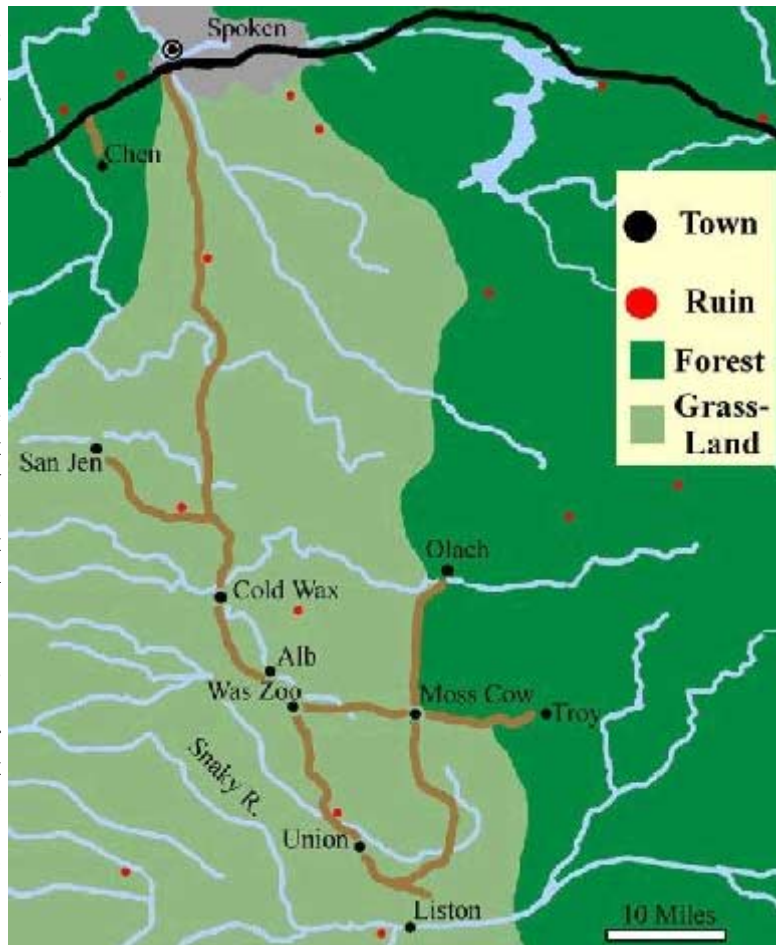 Spoken
Chen
Town
Ruin
Forest
Grass-
Land
San Jen
Olach
Cold Wax
Alb
Was Zoo
Moss Cow
Troy
Snaky R.
Union
Liston
10 Miles